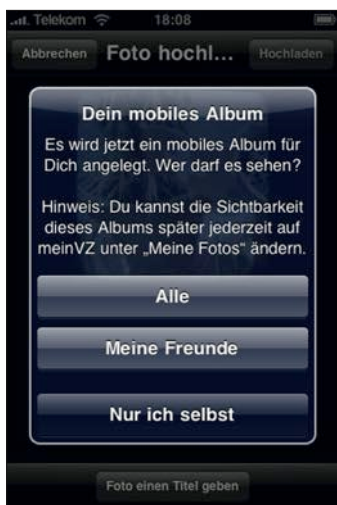 Telekom 18:08
Abbrechen Foto hochl... Hochladen
Dein mobiles Album
Es wird jetzt ein mobiles Album für
Dich angelegt. Wer darf es sehen?
Hinweis: Du kannst die Sichtbarkeit
dieses Albums später jederzeit auf
meinVZ unter „Meine Fotos“ ändern.
Alle
Meine Freunde
Nur ich selbst
Foto einen Titel geben